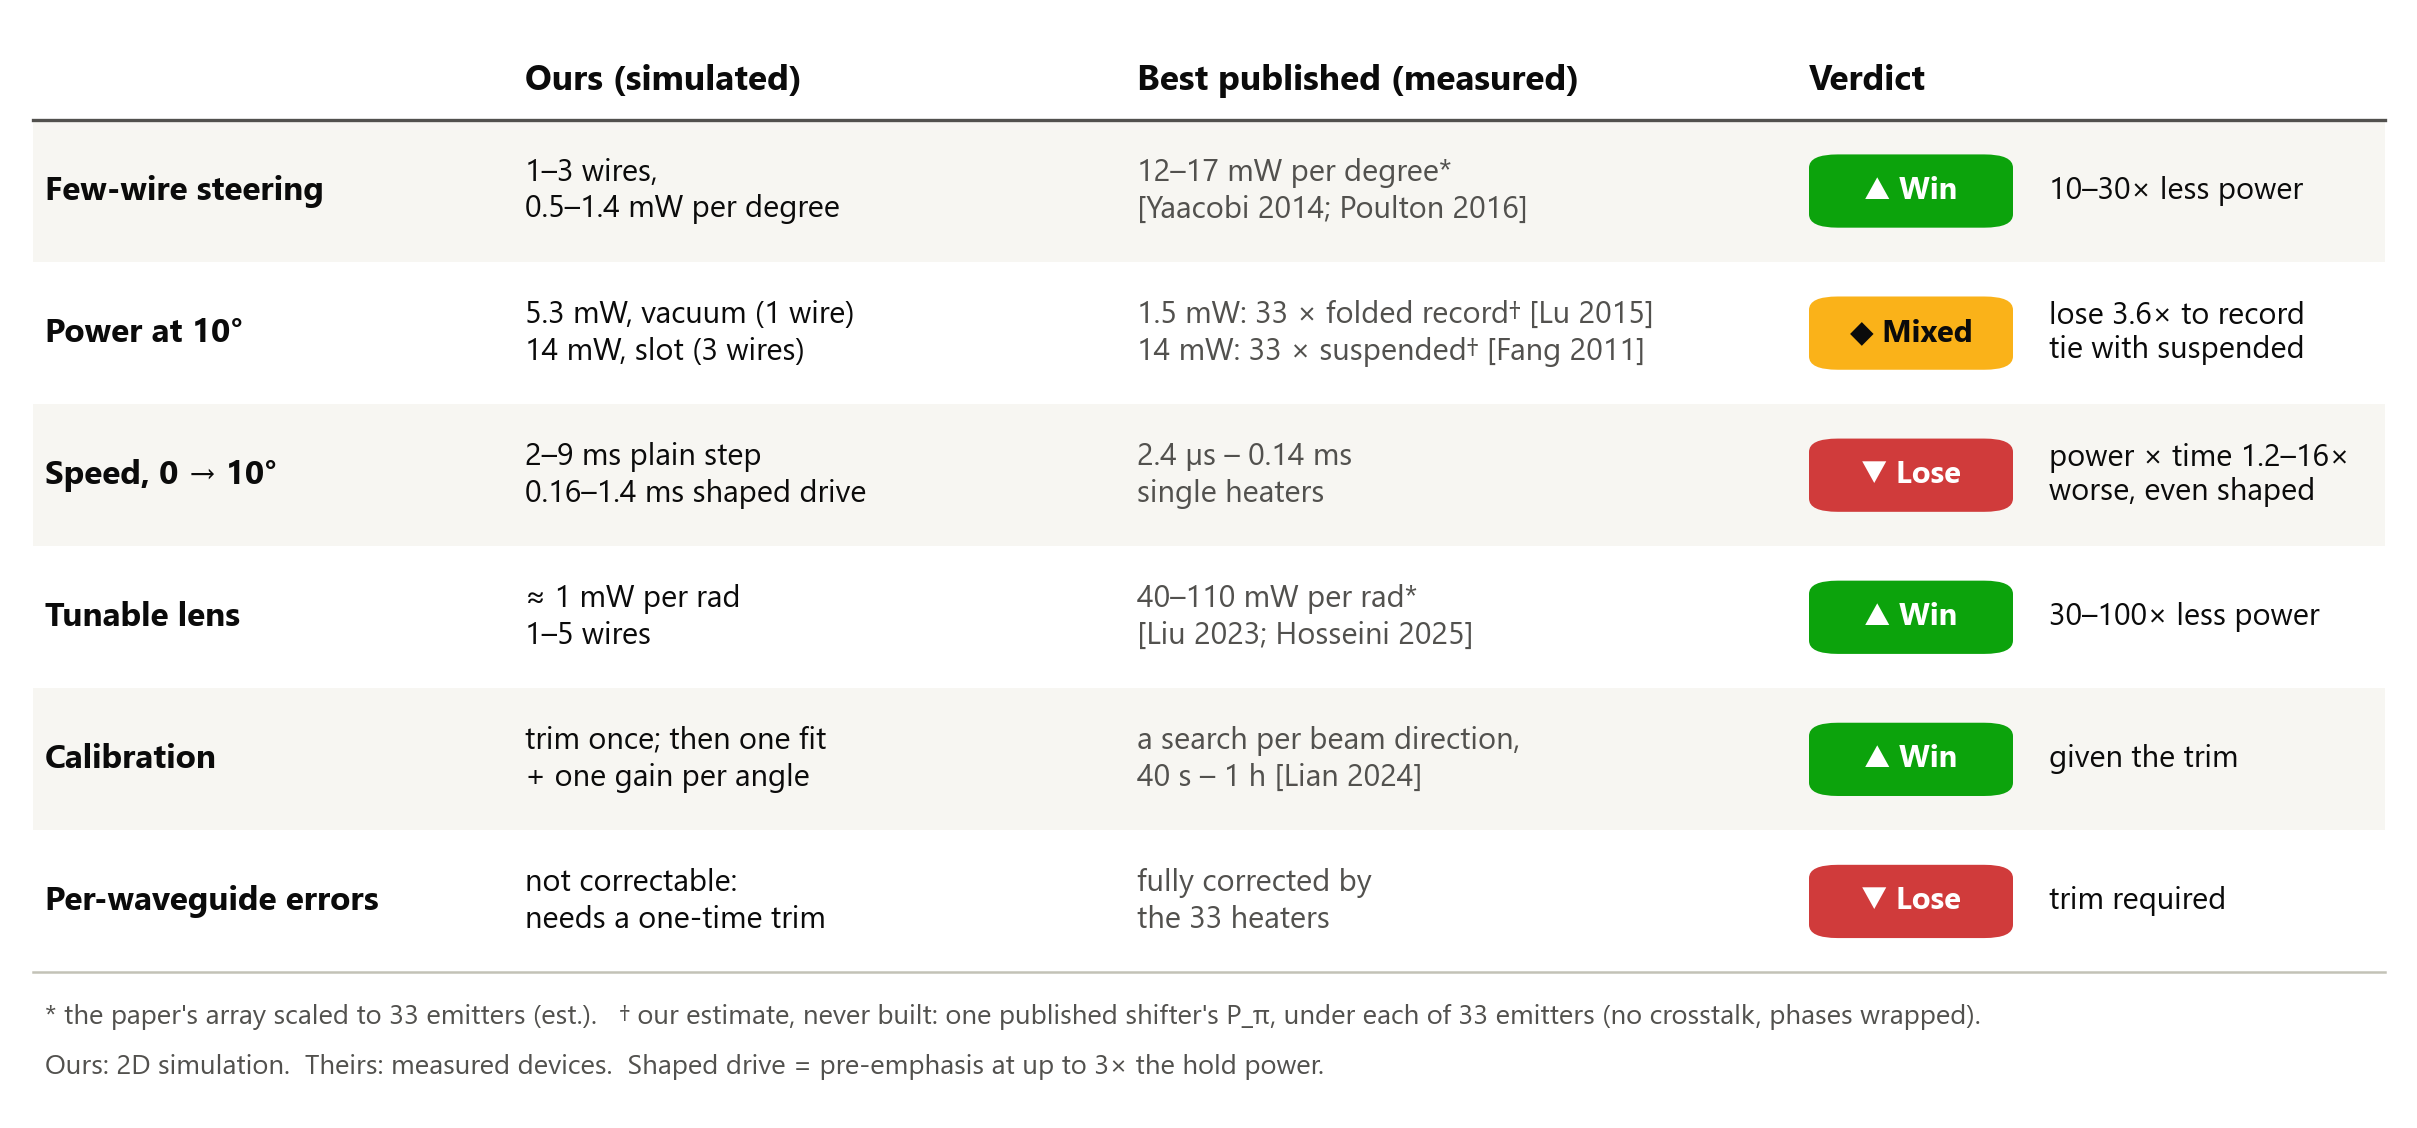 Ours (simulated) Best published (measured) Verdict
Few-wire steering
1–3 wires,
0.5–1.4 mW per degree
12–17 mW per degree*
[Yaacobi 2014; Poulton 2016]
▲ Win
10–30× less power
Power at 10°
5.3 mW, vacuum (1 wire)
14 mW, slot (3 wires)
1.5 mW: 33 × folded record† [Lu 2015]
14 mW: 33 × suspended† [Fang 2011]
◆ Mixed
lose 3.6× to record
tie with suspended
Speed, 0 → 10°
2–9 ms plain step
0.16–1.4 ms shaped drive
2.4 µs – 0.14 ms
single heaters
▼ Lose
power × time 1.2–16×
worse, even shaped
Tunable lens
≈ 1 mW per rad
1–5 wires
40–110 mW per rad*
[Liu 2023; Hosseini 2025]
▲ Win
30–100× less power
Calibration
trim once; then one fit
+ one gain per angle
a search per beam direction,
40 s – 1 h [Lian 2024]
▲ Win
given the trim
Per-waveguide errors
not correctable:
needs a one-time trim
fully corrected by
the 33 heaters
▼ Lose
trim required
* the paper's array scaled to 33 emitters (est.). † our estimate, never built: one published shifter's P_π, under each of 33 emitters (no crosstalk, phases wrapped).
Ours: 2D simulation. Theirs: measured devices. Shaped drive = pre-emphasis at up to 3× the hold power.